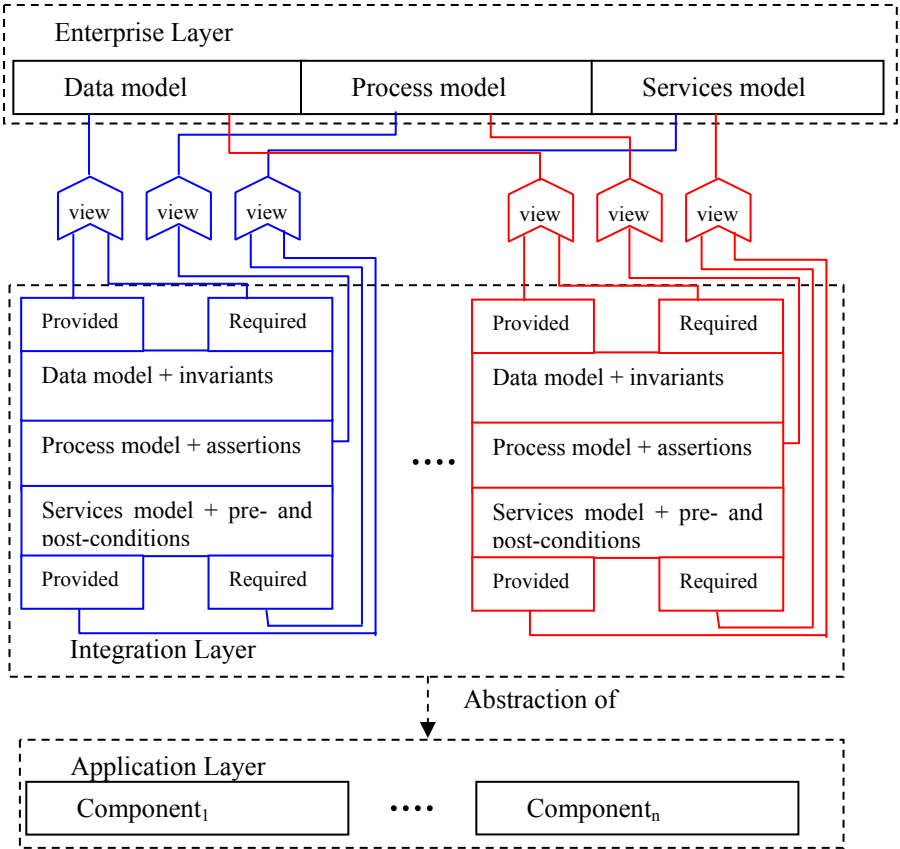 Enterprise Layer
Data model
Process model
Services model
view
view
view
view
view
view
Provided
Required
Data model + invariants
Process model + assertions
Services model + pre- and
post-conditions
Provided
Required
....
Provided
Required
Data model + invariants
Process model + assertions
Services model + pre- and
post-conditions
Provided
Required
Integration Layer
Abstraction of
Application Layer
Component₁
....
Componentₙ